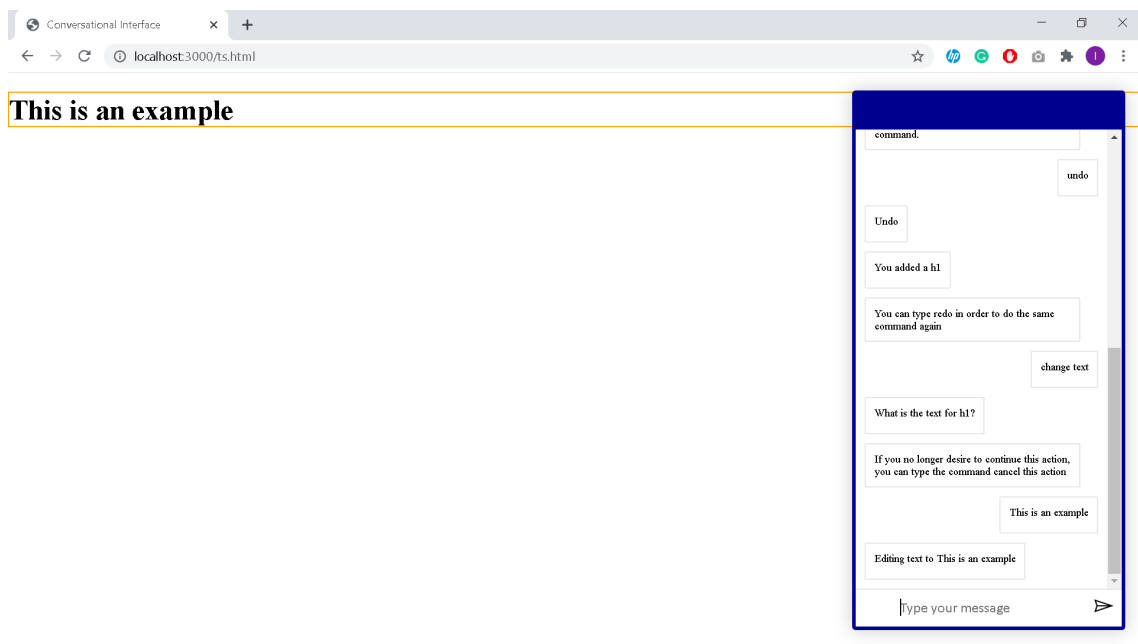 Conversational Interface
localhost:3000/ts.html
hp
G
I
This is an example
command.
undo
Undo
You added a h1
You can type redo in order to do the same
command again
change text
What is the text for h1?
If you no longer desire to continue this action,
you can type the command cancel this action
This is an example
Editing text to This is an example
Type your message